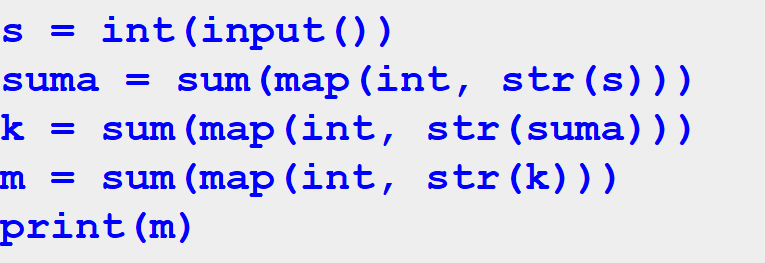 s = int(input())
suma = sum(map(int, str(s)))
k = sum(map(int, str(suma)))
m = sum(map(int, str(k)))
print(m)